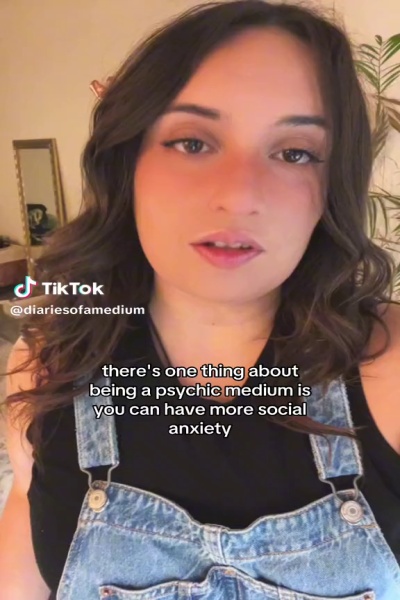 TikTok
@diariesofamedium
there's one thing about
being a psychic medium is
you can have more social
anxiety